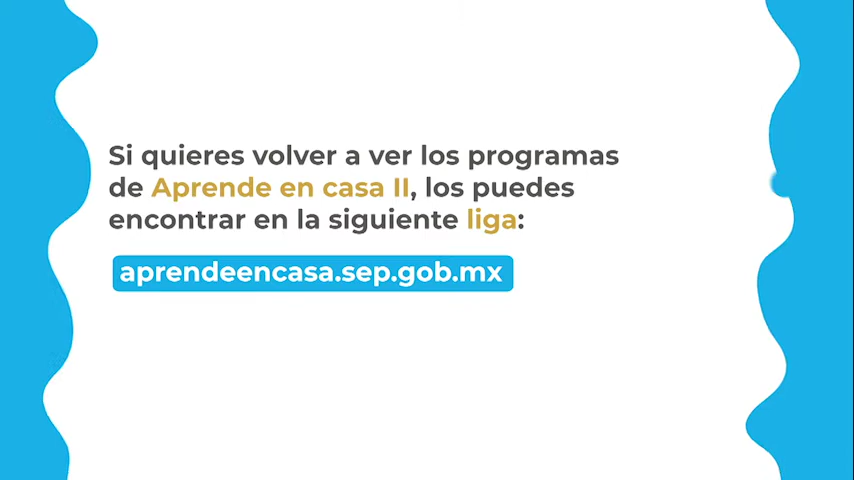 Si quieres volver a ver los programas
de Aprende en casa II, los puedes
encontrar en la siguiente liga:
aprendeencasa.sep.gob.mx